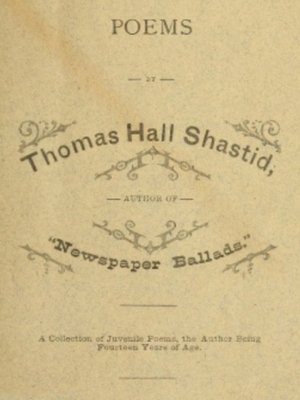 POEMS
BY
Thomas Hall Shastid,
AUTHOR OF
"Newspaper Ballads."
A Collection of Juvenile Poems, the Author Being
Fourteen Years of Age.